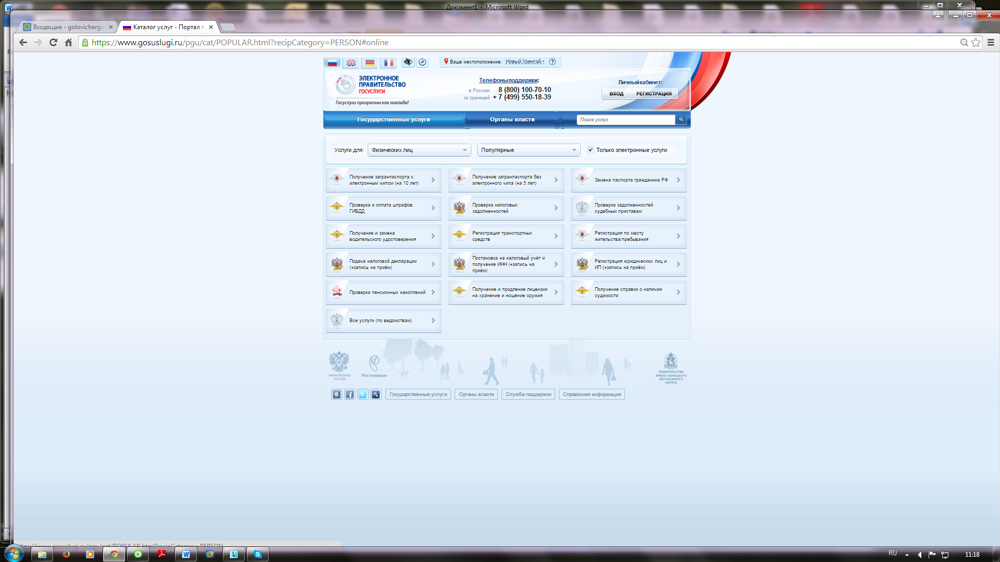 Документ1 - Microsoft Word
Входящие - golovichergv
Каталог услуг - Портал г
https://www.gosuslugi.ru/pgu/cat/POPULAR.html?recipCategory=PERSON#online
Ваше местоположение: Новый Уренгой
ЭЛЕКТРОННОЕ
ПРАВИТЕЛЬСТВО
ГОСУСЛУГИ
Госуслуги прозрачны как никогда!
Телефоны поддержки:
в России: 8 (800) 100-70-10
за границей: + 7 (499) 550-18-39
Личный кабинет:
ВХОД РЕГИСТРАЦИЯ
Государственные услуги
Органы власти
Поиск услуг
Услуги для: Физических лиц
Популярные
Только электронные услуги
Получение загранпаспорта с
электронным чипом (на 10 лет)
Получение загранпаспорта без
электронного чипа (на 5 лет)
Замена паспорта гражданина РФ
Проверка и оплата штрафов
ГИБДД
Проверка налоговых
задолженностей
Проверка задолженностей
судебным приставам
Получение и замена
водительского удостоверения
Регистрация транспортных
средств
Регистрация по месту
жительства/пребывания
Подача налоговой декларации
(+запись на приём)
Постановка на налоговый учёт и
получение ИНН (+запись на
приём)
Регистрация юридических лиц и
ИП (+запись на приём)
Проверка пенсионных накоплений
Получение и продление лицензии
на хранение и ношение оружия
Получение справки о наличии
судимости
Все услуги (по ведомствам)
МИНКОМСВЯЗЬ
РОССИИ
Ростелеком
ПРАВИТЕЛЬСТВО
ЯМАЛО-НЕНЕЦКОГО
АВТОНОМНОГО
ОКРУГА
Государственные услуги
Органы власти
Служба поддержки
Справочная информация
https://www.gosuslugi.ru/pgu/cat/POPULAR.html?recipCategory=PERSON
RU
11:18